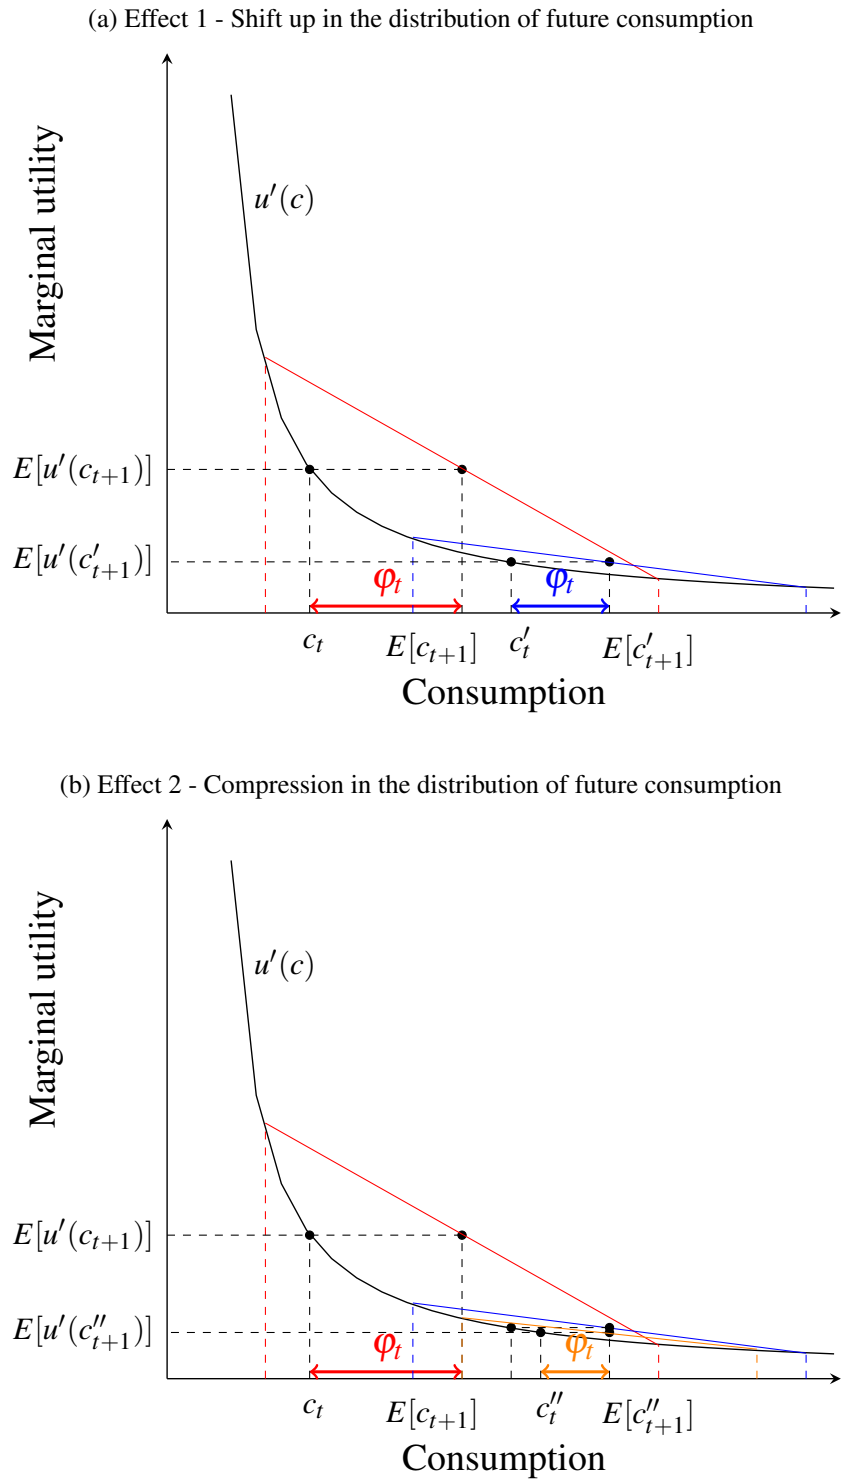 (a) Effect 1 - Shift up in the distribution of future consumption
Marginal utility
u′(c)
E[u′(c_{t+1})]
E[u′(c′_{t+1})]
φ_t
φ_t
c_t
E[c_{t+1}]
c′_t
E[c′_{t+1}]
Consumption
(b) Effect 2 - Compression in the distribution of future consumption
Marginal utility
u′(c)
E[u′(c_{t+1})]
E[u′(c″_{t+1})]
φ_t
φ_t
c_t
E[c_{t+1}]
c″_t
E[c″_{t+1}]
Consumption